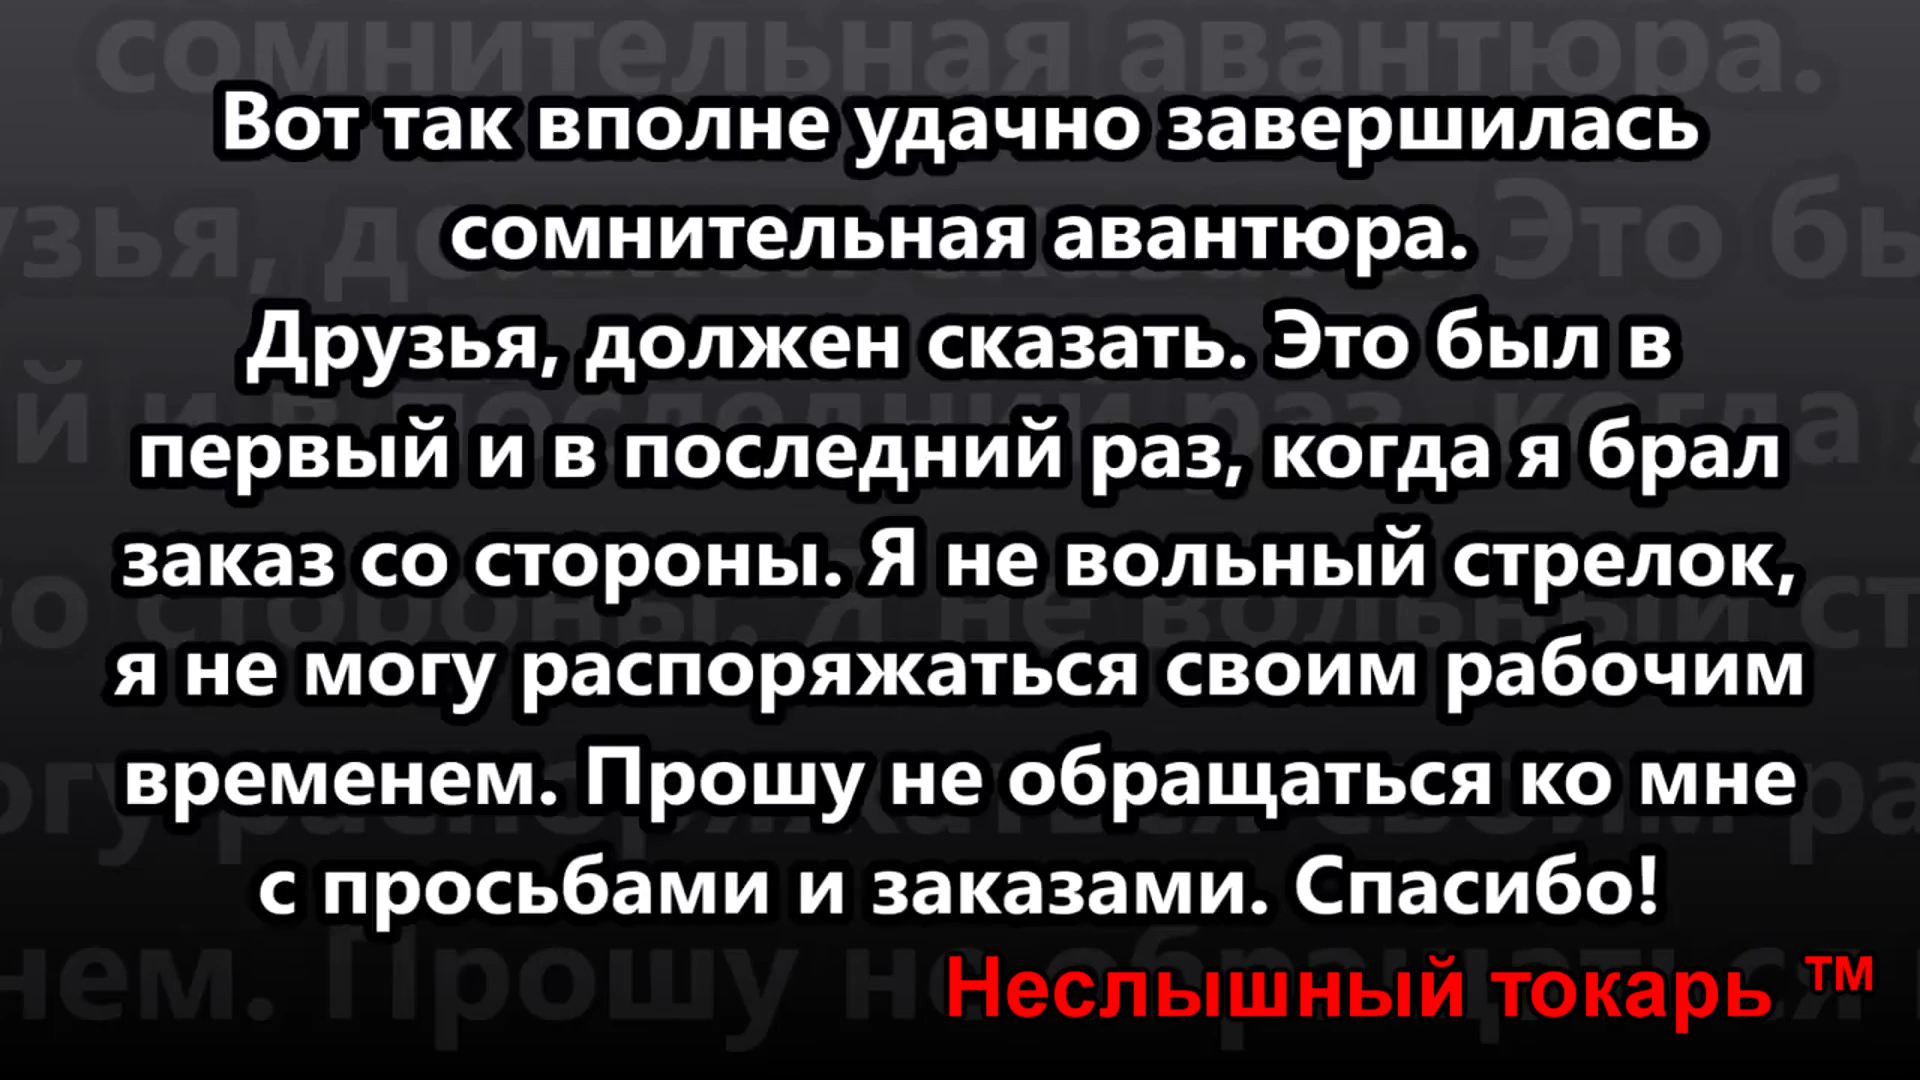 Вот так вполне удачно завершилась
сомнительная авантюра.
Друзья, должен сказать. Это был в
первый и в последний раз, когда я брал
заказ со стороны. Я не вольный стрелок,
я не могу распоряжаться своим рабочим
временем. Прошу не обращаться ко мне
с просьбами и заказами. Спасибо!
Неслышный токарь ™